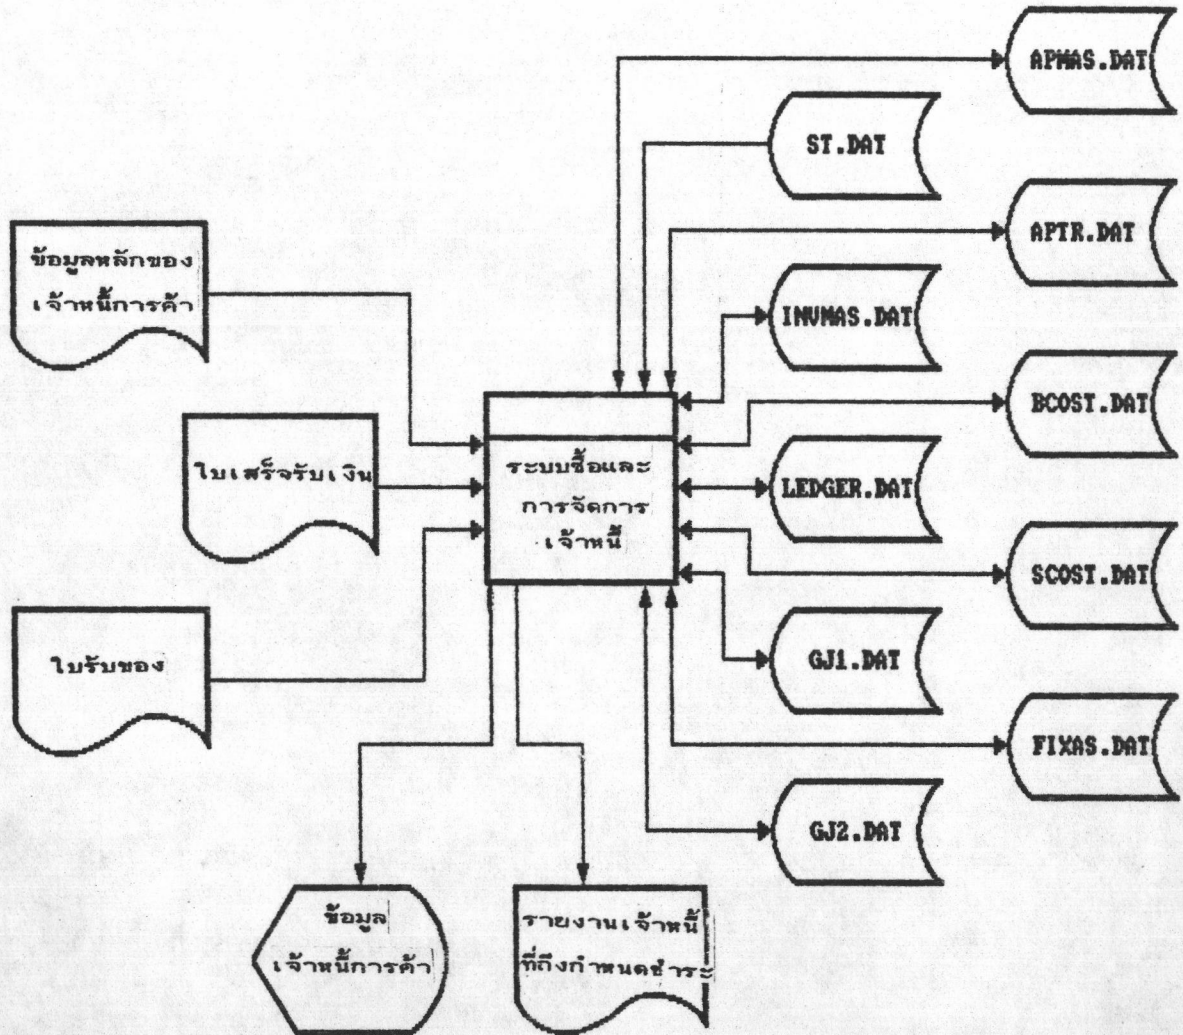 APMAS.DAT
ST.DAT
APTR.DAT
ข้อมูลหลักของ
เจ้าหนี้การค้า
INVMAS.DAT
BCOST.DAT
ใบเสร็จรับเงิน
ระบบซื้อและ
การจัดการ
เจ้าหนี้
LEDGER.DAT
SCOST.DAT
ใบรับของ
GJ1.DAT
FIXAS.DAT
GJ2.DAT
ข้อมูล
เจ้าหนี้การค้า
รายงานเจ้าหนี้
ที่ถึงกำหนดชำระ